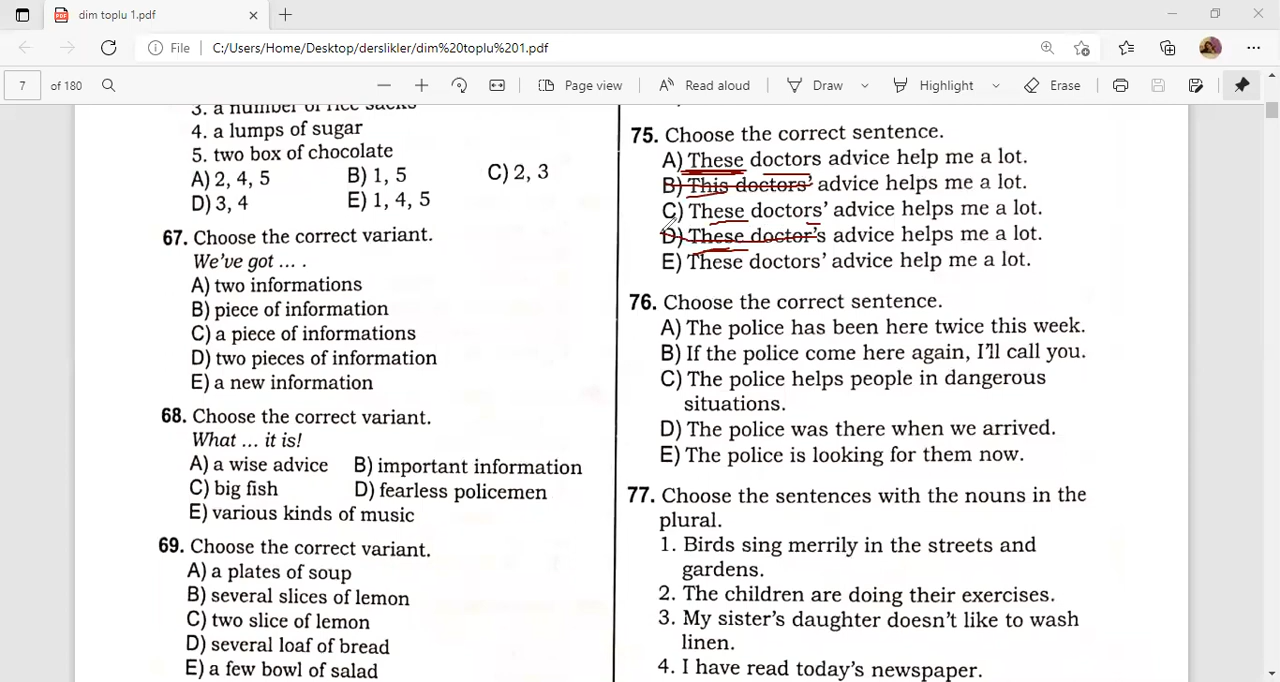 dim toplu 1.pdf
File
C:/Users/Home/Desktop/derslikler/dim%20toplu%201.pdf
7 of 180
Page view
Read aloud
Draw
Highlight
Erase
3. a number of rice sacks
4. a lumps of sugar
5. two box of chocolate
A) 2, 4, 5 B) 1, 5 C) 2, 3
D) 3, 4 E) 1, 4, 5
67. Choose the correct variant.
We've got ... .
A) two informations
B) piece of information
C) a piece of informations
D) two pieces of information
E) a new information
68. Choose the correct variant.
What ... it is!
A) a wise advice B) important information
C) big fish D) fearless policemen
E) various kinds of music
69. Choose the correct variant.
A) a plates of soup
B) several slices of lemon
C) two slice of lemon
D) several loaf of bread
E) a few bowl of salad
75. Choose the correct sentence.
A) These doctors advice help me a lot.
B) This doctors' advice helps me a lot.
C) These doctors' advice helps me a lot.
D) These doctor's advice helps me a lot.
E) These doctors' advice help me a lot.
76. Choose the correct sentence.
A) The police has been here twice this week.
B) If the police come here again, I'll call you.
C) The police helps people in dangerous
situations.
D) The police was there when we arrived.
E) The police is looking for them now.
77. Choose the sentences with the nouns in the
plural.
1. Birds sing merrily in the streets and
gardens.
2. The children are doing their exercises.
3. My sister's daughter doesn't like to wash
linen.
4. I have read today's newspaper.